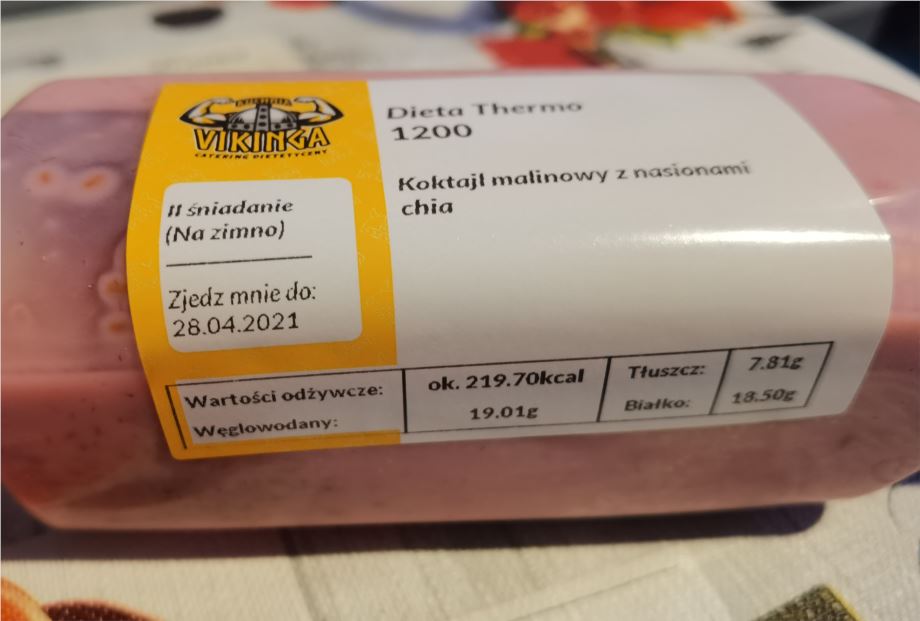 KUCHNIA
VIKINGA
CATERING DIETETYCZNY
II śniadanie
(Na zimno)
Zjedz mnie do:
28.04.2021
Dieta Thermo
1200
Koktajl malinowy z nasionami
chia
Wartości odżywcze: ok. 219.70kcal Tłuszcz: 7.81g
Węglowodany: 19.01g Białko: 18.50g